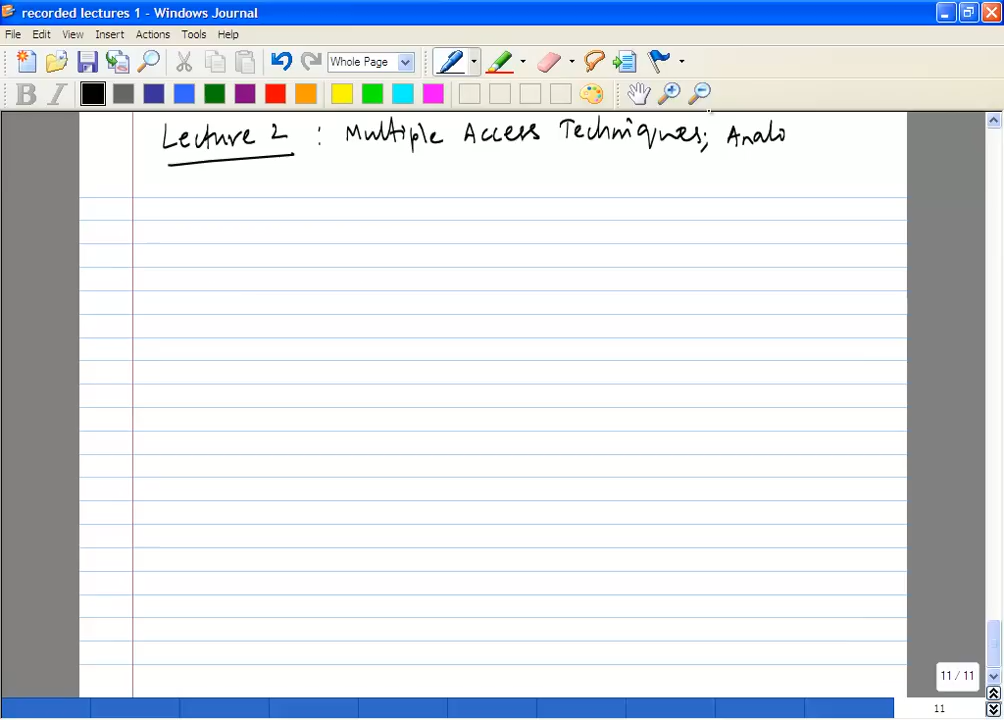 recorded lectures 1 - Windows Journal
File Edit View Insert Actions Tools Help
Whole Page
B I
Lecture 2 : Multiple Access Techniques; Analo
11 / 11
11